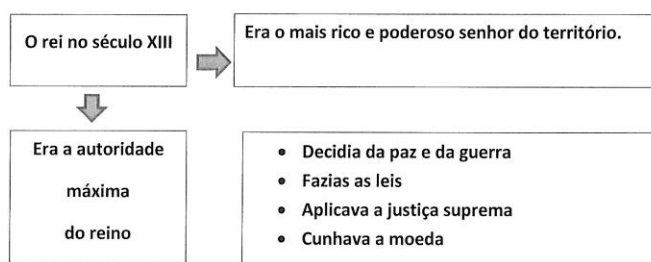 O rei no século XIII
Era o mais rico e poderoso senhor do território.
Era a autoridade
máxima
do reino
• Decidia da paz e da guerra
• Fazias as leis
• Aplicava a justiça suprema
• Cunhava a moeda